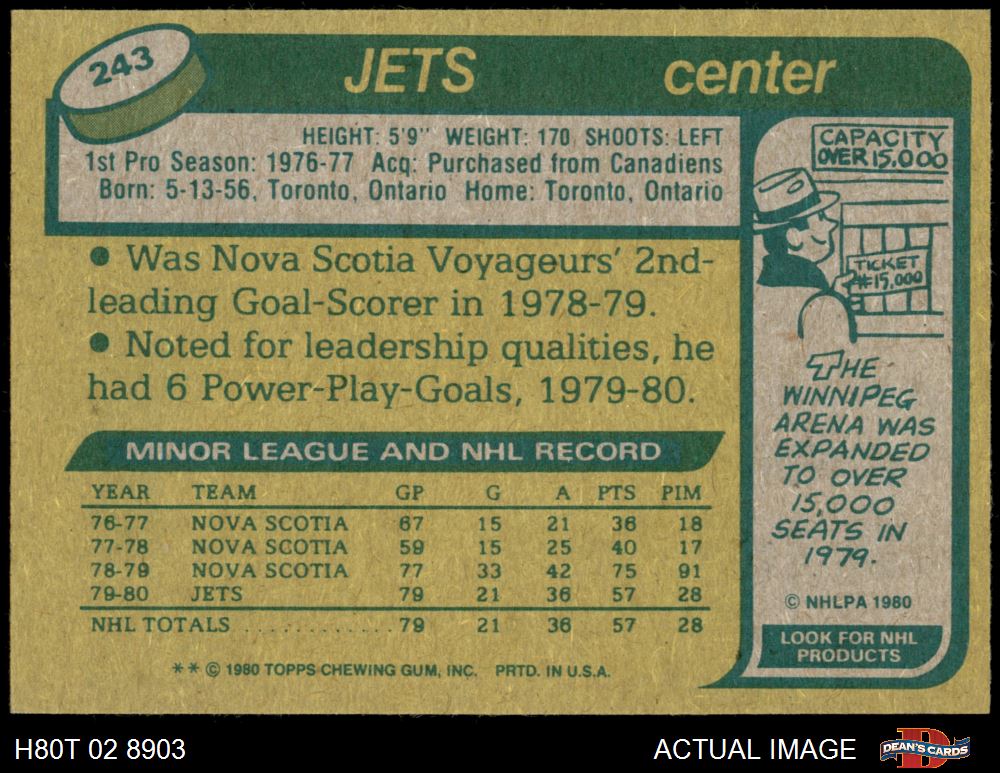 243
JETS center
HEIGHT: 5'9" WEIGHT: 170 SHOOTS: LEFT
1st Pro Season: 1976-77 Acq: Purchased from Canadiens
Born: 5-13-56, Toronto, Ontario Home: Toronto, Ontario
● Was Nova Scotia Voyageurs' 2nd-
leading Goal-Scorer in 1978-79.
● Noted for leadership qualities, he
had 6 Power-Play-Goals, 1979-80.
MINOR LEAGUE AND NHL RECORD
YEAR TEAM GP G A PTS PIM
76-77 NOVA SCOTIA 67 15 21 36 18
77-78 NOVA SCOTIA 59 15 25 40 17
78-79 NOVA SCOTIA 77 33 42 75 91
79-80 JETS 79 21 36 57 28
NHL TOTALS ............ 79 21 36 57 28
** © 1980 TOPPS CHEWING GUM, INC. PRTD. IN U.S.A.
CAPACITY
OVER 15,000
TICKET
#15,000
THE
WINNIPEG
ARENA WAS
EXPANDED
TO OVER
15,000
SEATS IN
1979.
© NHLPA 1980
LOOK FOR NHL
PRODUCTS
H80T 02 8903
ACTUAL IMAGE
DEAN'S CARDS